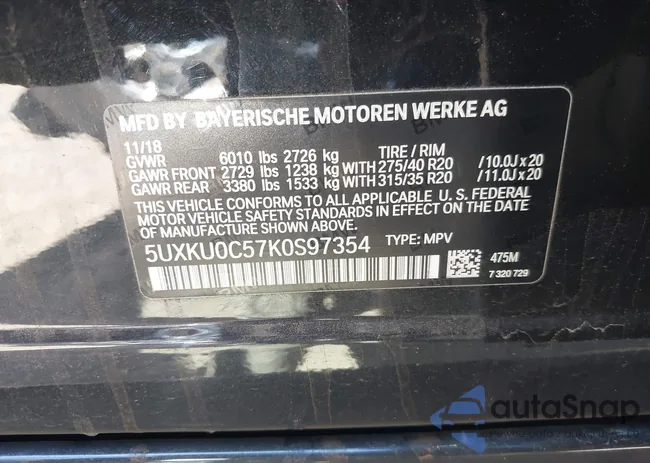 MFD BY BAYERISCHE MOTOREN WERKE AG
11/18 TIRE / RIM
GVWR 6010 lbs 2726 kg
GAWR FRONT 2729 lbs 1238 kg WITH 275/40 R20 / 10.0J x 20
GAWR REAR 3380 lbs 1533 kg WITH 315/35 R20 / 11.0J x 20
THIS VEHICLE CONFORMS TO ALL APPLICABLE U. S. FEDERAL
MOTOR VEHICLE SAFETY STANDARDS IN EFFECT ON THE DATE
OF MANUFACTURE SHOWN ABOVE.
5UXKU0C57K0S97354 TYPE: MPV
475M
7 320 729
autoSnap
VEHICLE MARKET DATA